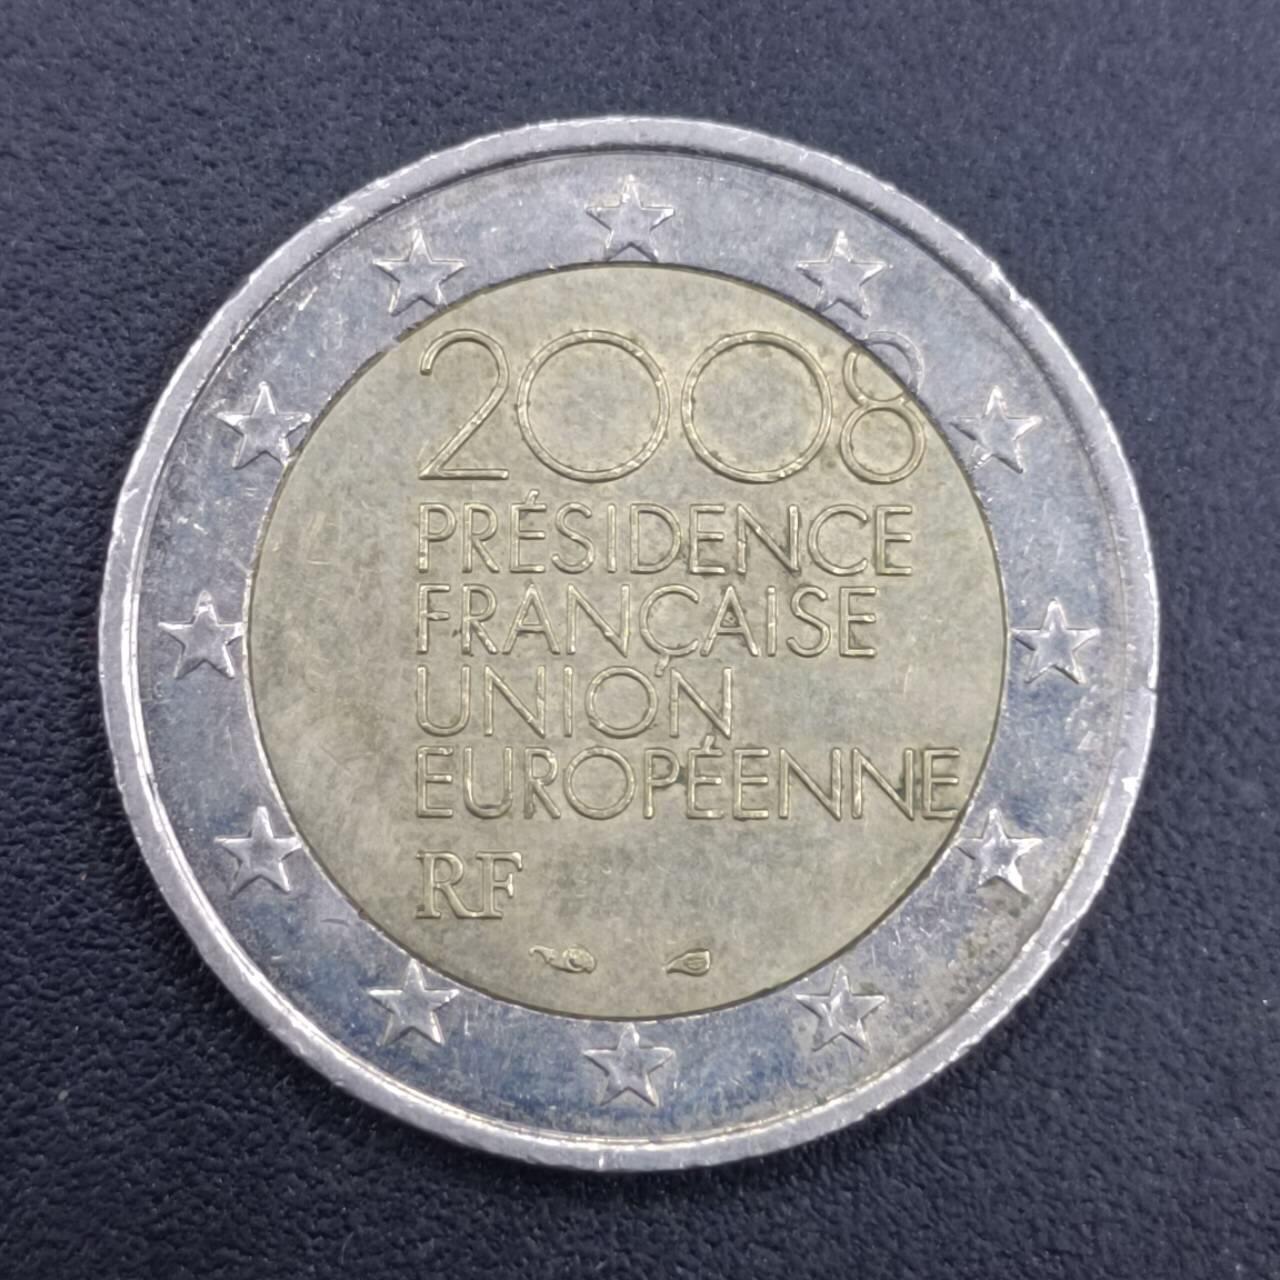 2008
PRÉSIDENCE
FRANÇAISE
UNION
EUROPÉENNE
RF